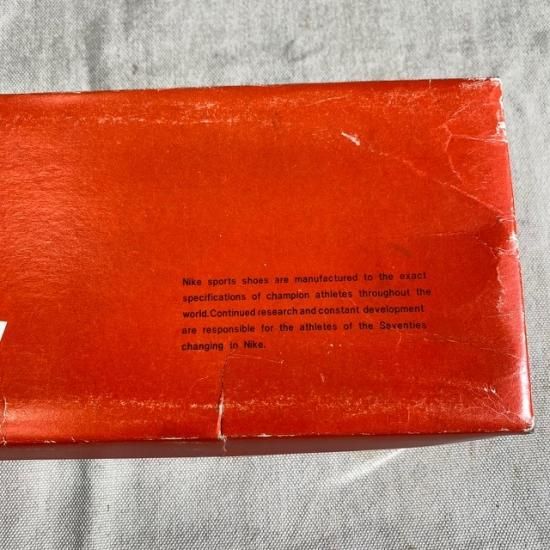 Nike sports shoes are manufactured to the exact
specifications of champion athletes throughout the
world.Continued research and constant development
are responsible for the athletes of the Seventies
changing to Nike.